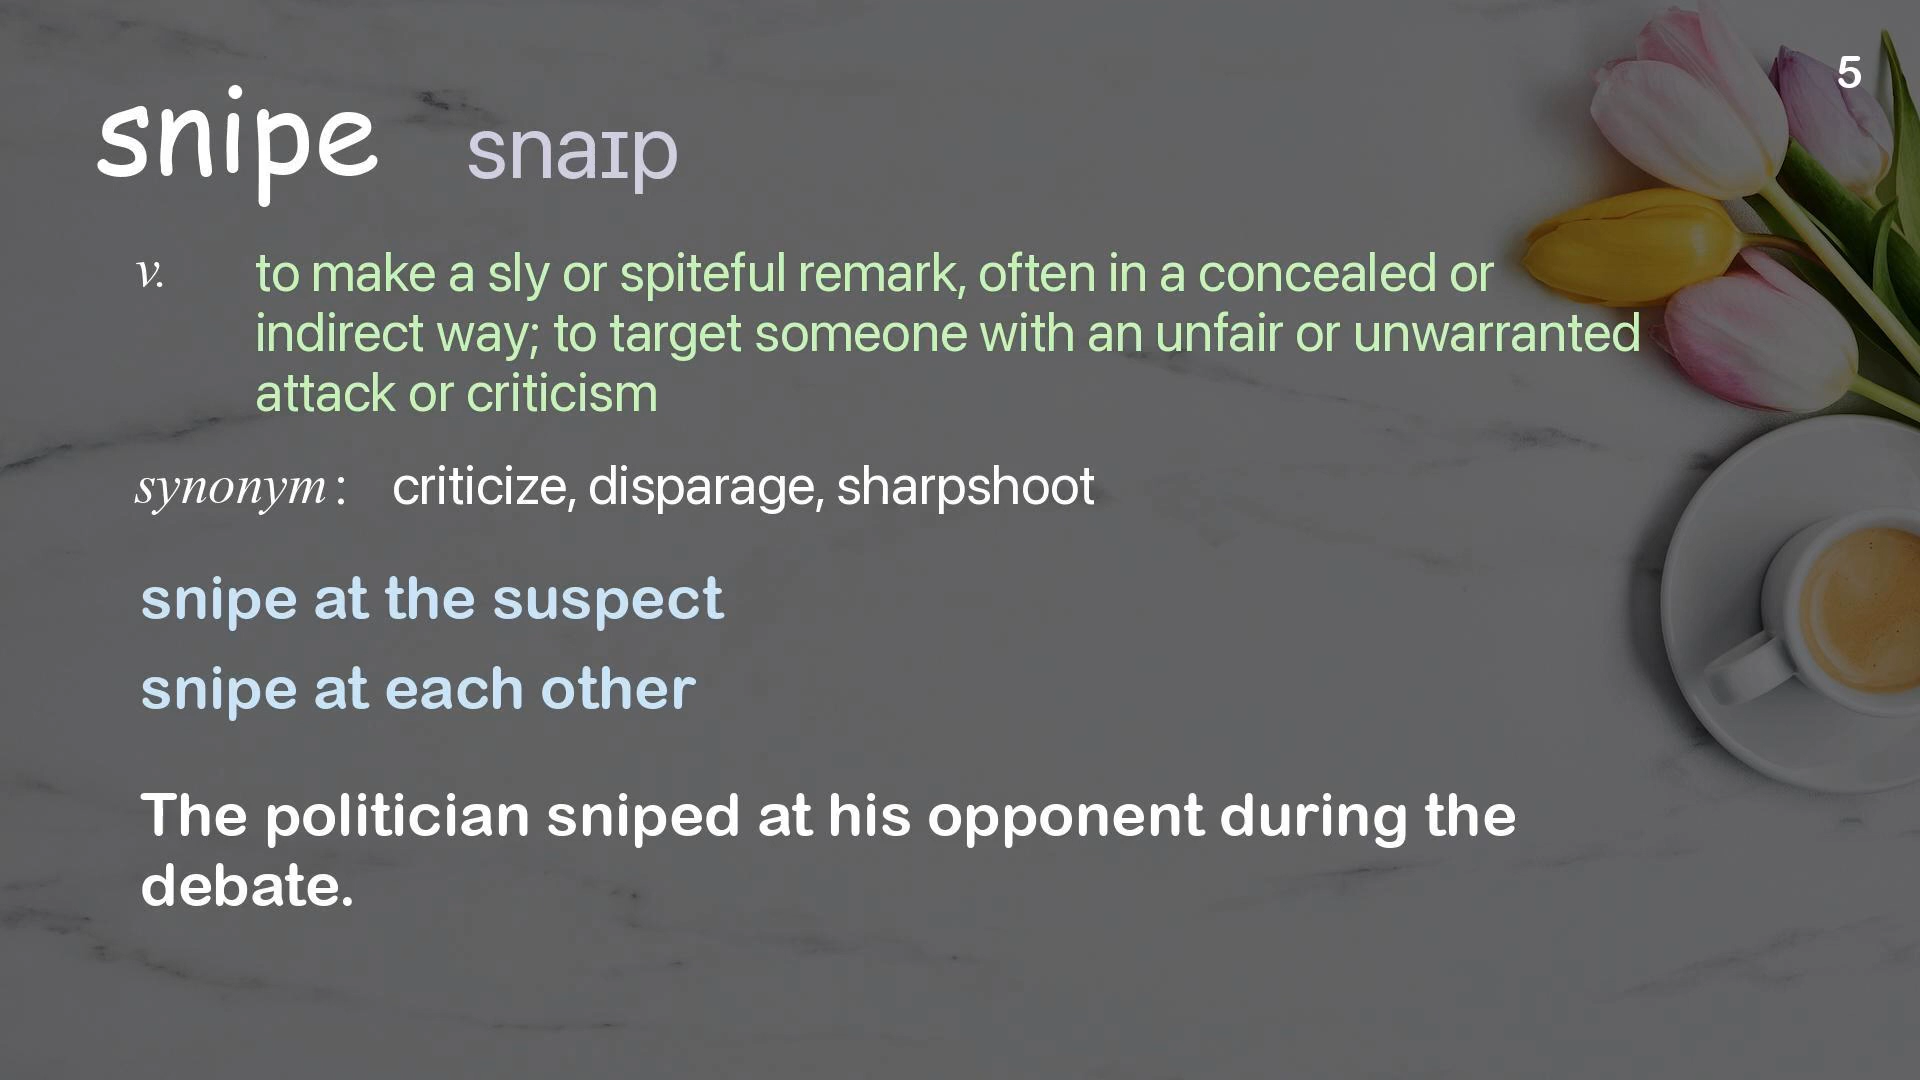 5
snipe snaɪp
v. to make a sly or spiteful remark, often in a concealed or
indirect way; to target someone with an unfair or unwarranted
attack or criticism
synonym : criticize, disparage, sharpshoot
snipe at the suspect
snipe at each other
The politician sniped at his opponent during the
debate.